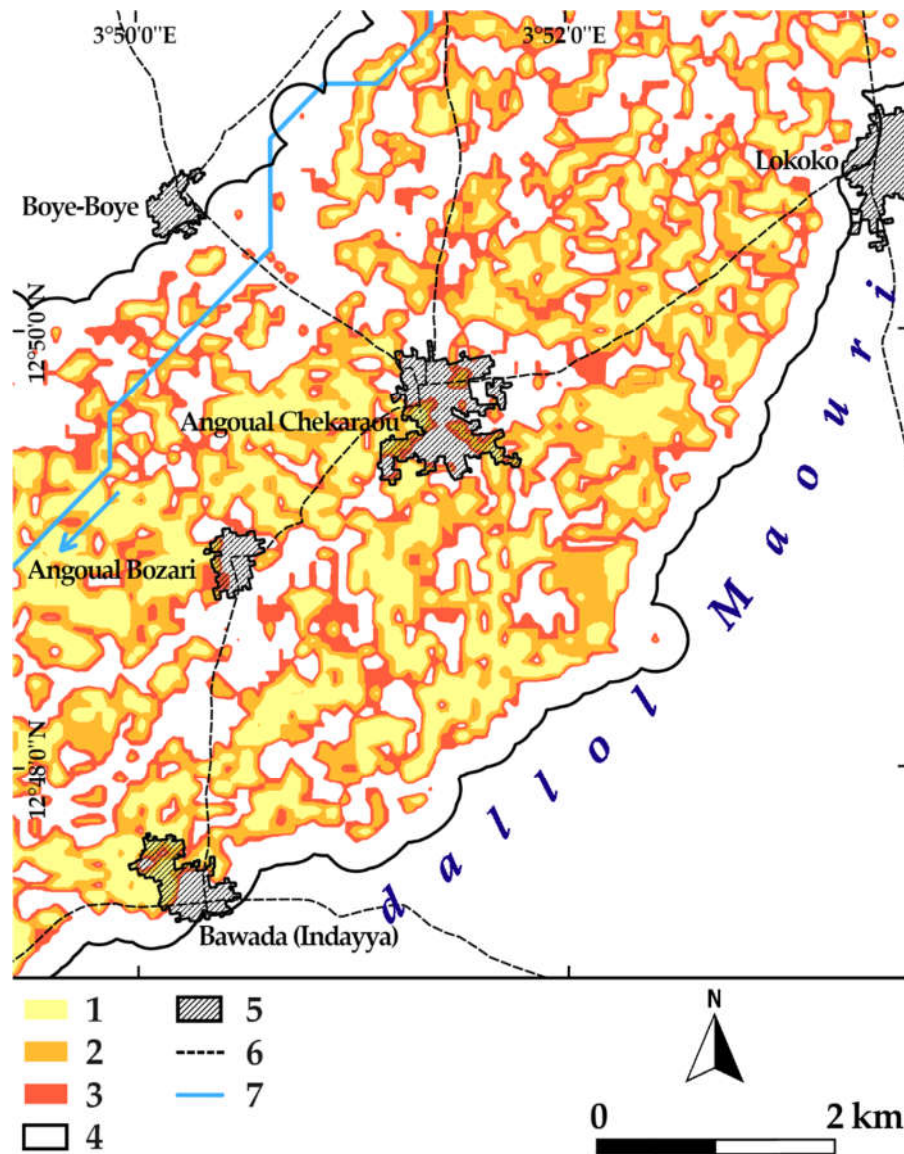 3°50'0"E
3°52'0"E
Lokoko
Boye-Boye
12°50'0"N
Angoual Chekaraou
Angoual Bozari
12°48'0"N
dallol Maouri
Bawada (Indayya)
1
2
3
4
5
6
7
N
0
2 km